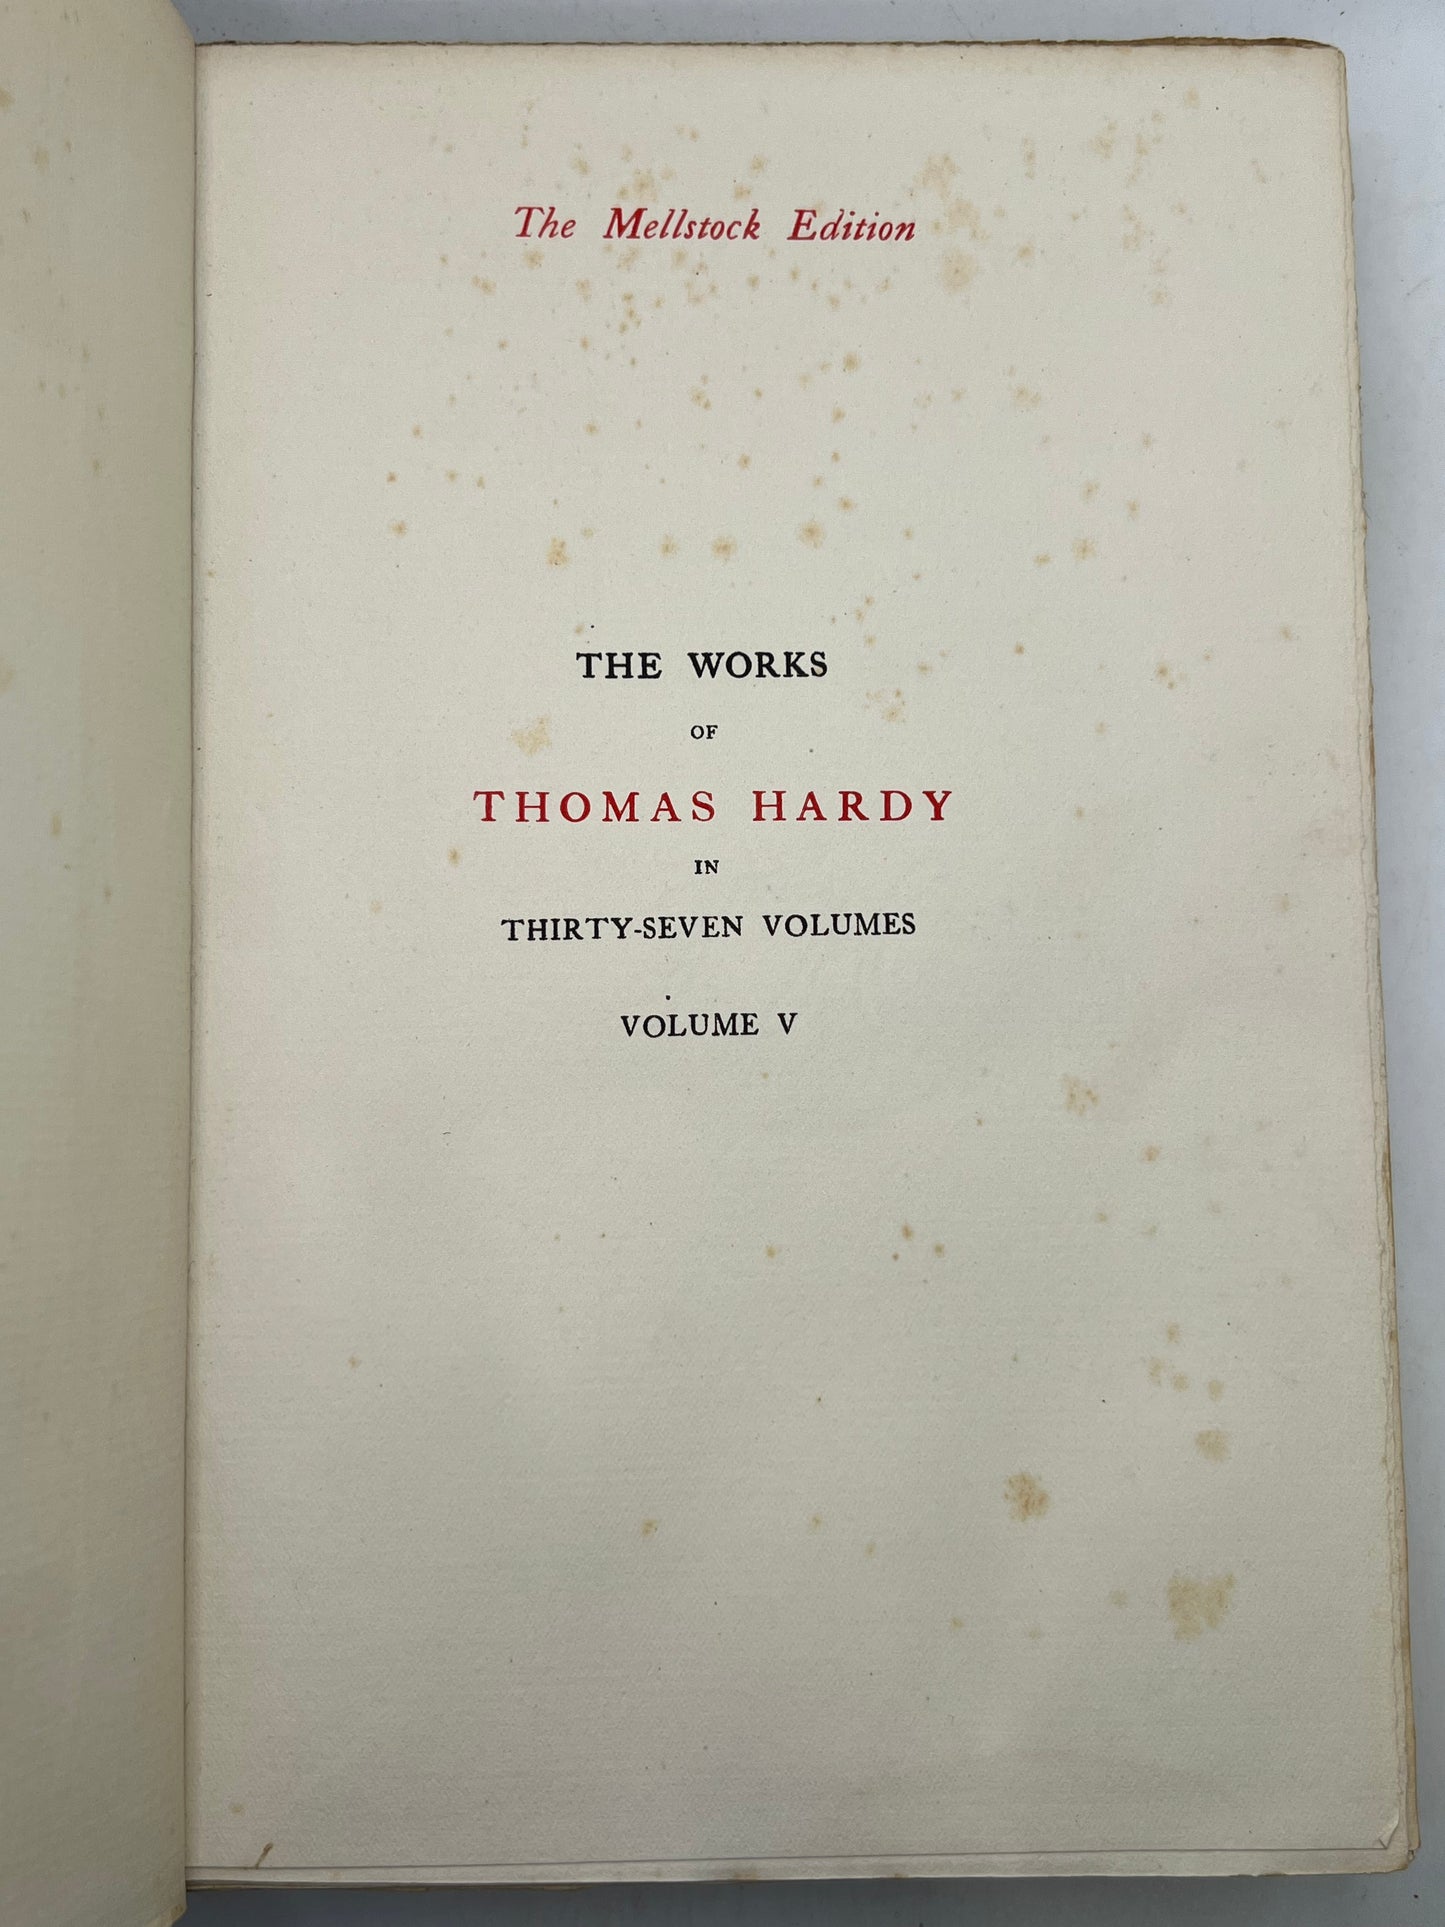 The Mellstock Edition
THE WORKS
OF
THOMAS HARDY
IN
THIRTY-SEVEN VOLUMES
VOLUME V